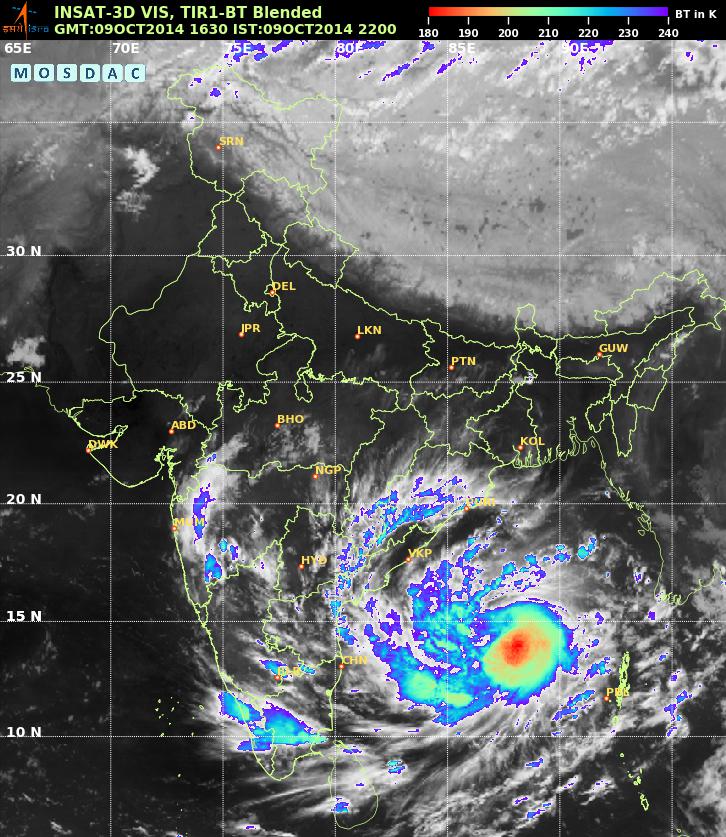 INSAT-3D VIS, TIR1-BT Blended
GMT:09OCT2014 1630 IST:09OCT2014 2200
BT in K
180 190 200 210 220 230 240
65E 70E 75E 80E 85E 90E
MOSDAC
SRN
30 N
DEL
JPR LKN
GUW
PTN
25 N
ABD BHO
DWK KOL
NGP
20 N
MUM
VKP
HYD
15 N
CHN
PBL
10 N